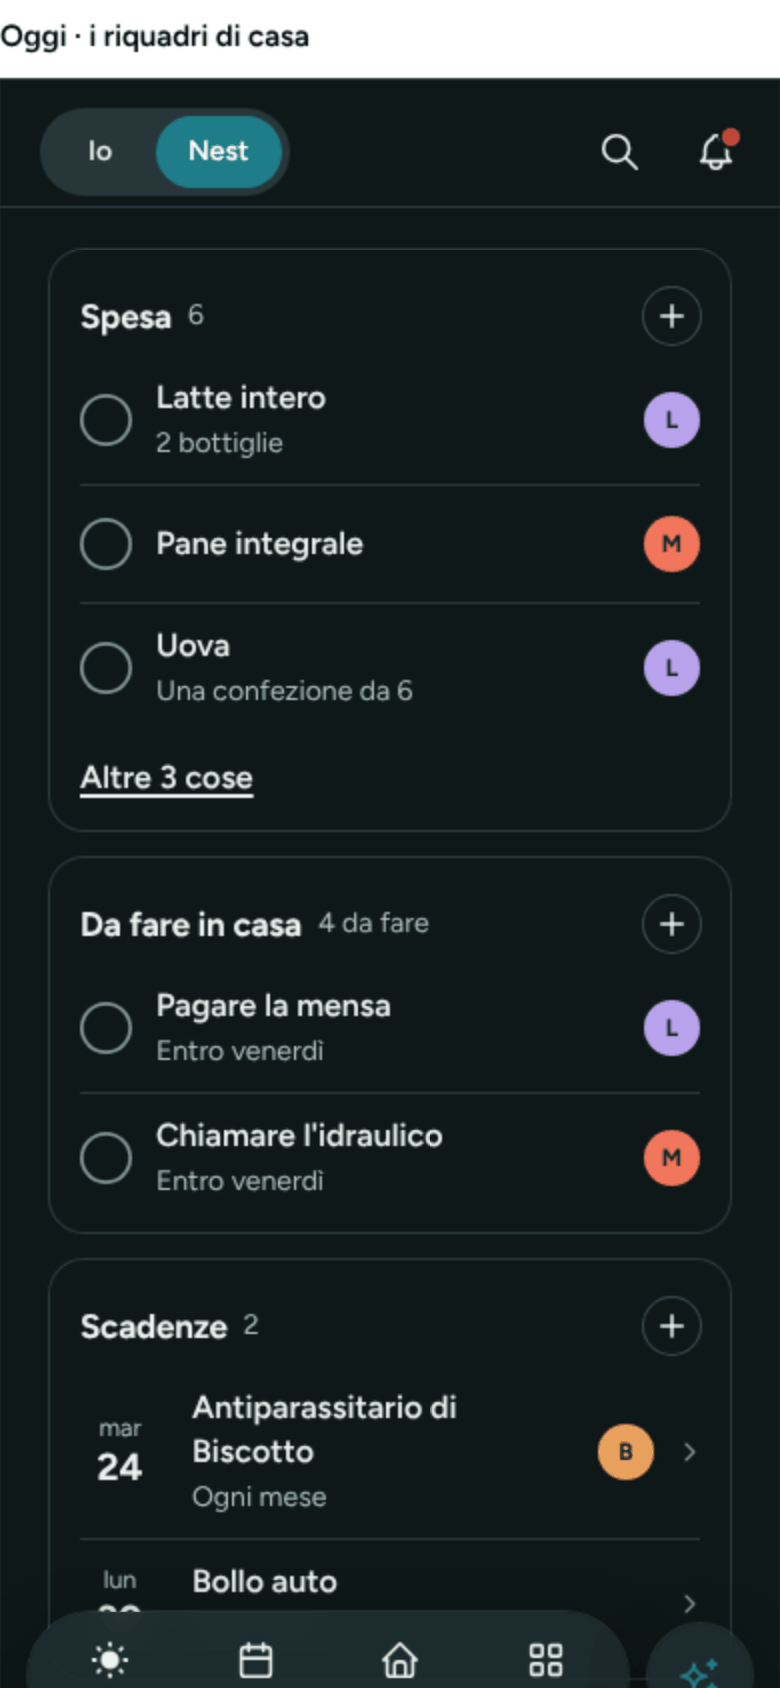 Oggi · i riquadri di casa
Io
Nest
Spesa 6
Latte intero
2 bottiglie
L
Pane integrale
M
Uova
Una confezione da 6
L
Altre 3 cose
Da fare in casa 4 da fare
Pagare la mensa
Entro venerdì
L
Chiamare l'idraulico
Entro venerdì
M
Scadenze 2
mar
24
Antiparassitario di
Biscotto
Ogni mese
B
lun
Bollo auto